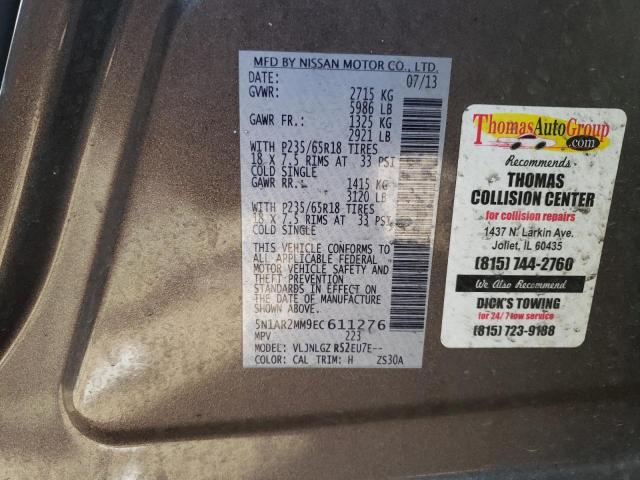 MFD BY NISSAN MOTOR CO., LTD.
DATE: 07/13
GVWR: 2715 KG
5986 LB
GAWR FR.: 1325 KG
2921 LB
WITH P235/65R18 TIRES
18 X 7.5 RIMS AT 33 PSI
COLD SINGLE
GAWR RR.: 1415 KG
3120 LB
WITH P235/65R18 TIRES
18 X 7.5 RIMS AT 33 PSI
COLD SINGLE
THIS VEHICLE CONFORMS TO
ALL APPLICABLE FEDERAL
MOTOR VEHICLE SAFETY AND
THEFT PREVENTION
STANDARDS IN EFFECT ON
THE DATE OF MANUFACTURE
SHOWN ABOVE.
5N1AR2MM9EC611276
MPV 223
MODEL: VLJNLGZ R52EU7E--
COLOR: CAL TRIM: H ZS30A
ThomasAutoGroup
.com
Recommends
THOMAS
COLLISION CENTER
for collision repairs
1437 N. Larkin Ave.
Joliet, IL 60435
(815) 744-2760
We Also Recommend
DICK'S TOWING
for 24/7 tow service
(815) 723-9188